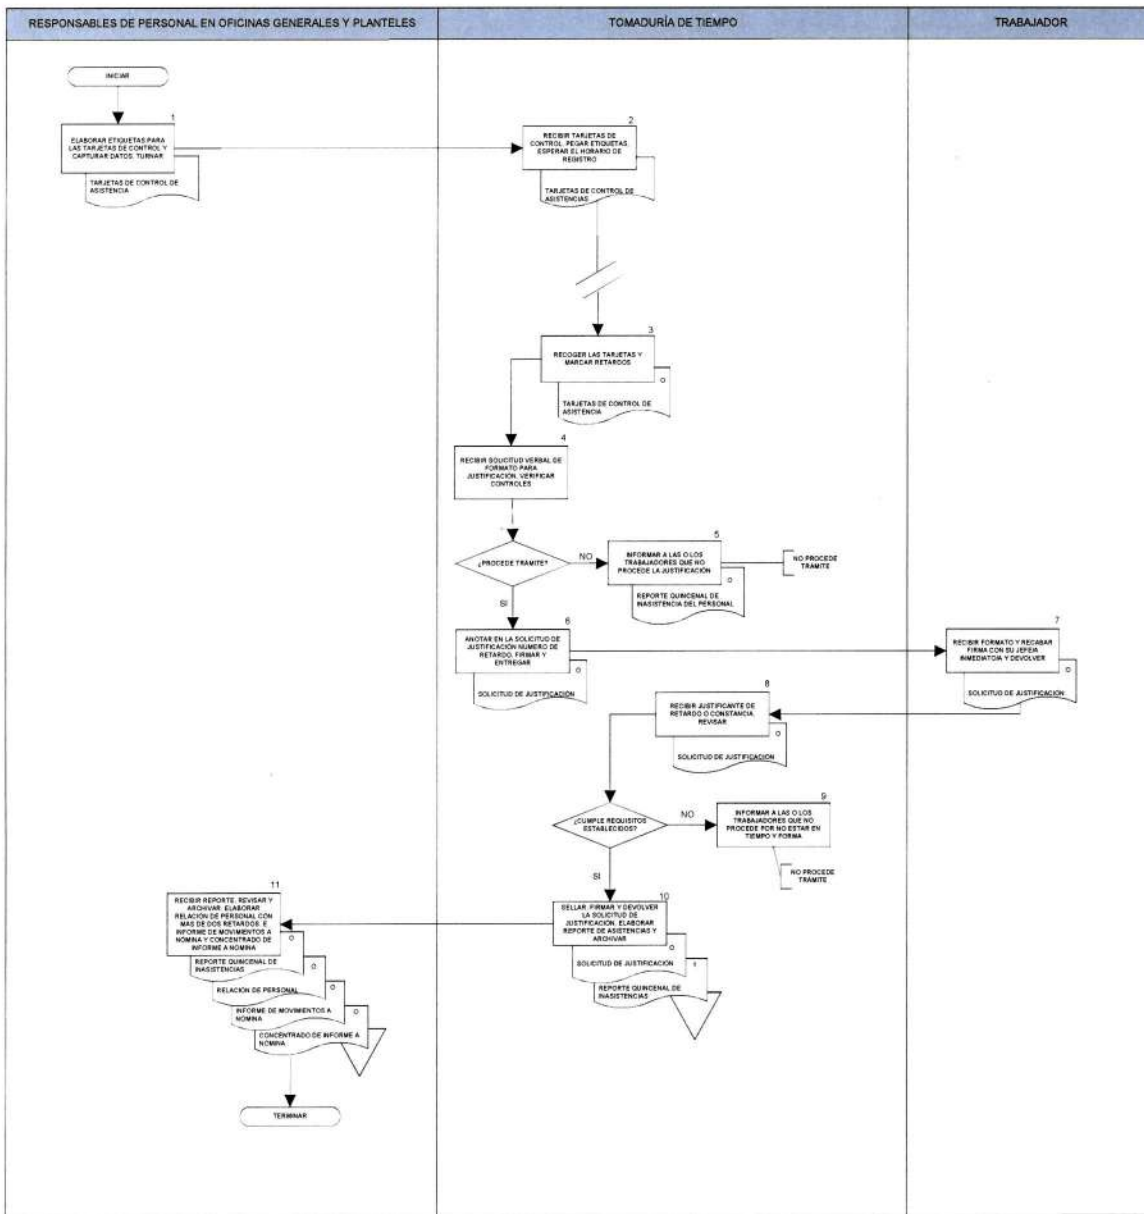 RESPONSABLES DE PERSONAL EN OFICINAS GENERALES Y PLANTELES
TOMADURÍA DE TIEMPO
TRABAJADOR
INICIAR
1
ELABORAR ETIQUETAS PARA
LAS TARJETAS DE CONTROL Y
CAPTURAR DATOS, TURNAR
TARJETAS DE CONTROL DE
ASISTENCIA
2
RECIBIR TARJETAS DE
CONTROL, PEGAR ETIQUETAS,
ESPERAR EL HORARIO DE
REGISTRO
TARJETAS DE CONTROL DE
ASISTENCIAS
3
RECOGER LAS TARJETAS Y
MARCAR RETARDOS
O
TARJETAS DE CONTROL DE
ASISTENCIA
4
RECIBIR SOLICITUD VERBAL DE
FORMATO PARA
JUSTIFICACIÓN, VERIFICAR
CONTROLES
¿PROCEDE TRÁMITE?
NO
5
INFORMAR A LAS O LOS
TRABAJADORES QUE NO
PROCEDE LA JUSTIFICACIÓN
O
REPORTE QUINCENAL DE
INASISTENCIA DEL PERSONAL
NO PROCEDE
TRÁMITE
SI
6
ANOTAR EN LA SOLICITUD DE
JUSTIFICACIÓN NÚMERO DE
RETARDO, FIRMAR Y
ENTREGAR
O
SOLICITUD DE JUSTIFICACIÓN
7
RECIBIR FORMATO Y RECABAR
FIRMA CON SU JEFE/A
INMEDIATO/A Y DEVOLVER
O
SOLICITUD DE JUSTIFICACIÓN
8
RECIBIR JUSTIFICANTE DE
RETARDO O CONSTANCIA,
REVISAR
O
SOLICITUD DE JUSTIFICACIÓN
¿CUMPLE REQUISITOS
ESTABLECIDOS?
NO
9
INFORMAR A LAS O LOS
TRABAJADORES QUE NO
PROCEDE POR NO ESTAR EN
TIEMPO Y FORMA
NO PROCEDE
TRÁMITE
SI
10
SELLAR, FIRMAR Y DEVOLVER
LA SOLICITUD DE
JUSTIFICACIÓN, ELABORAR
REPORTE DE ASISTENCIAS Y
ARCHIVAR
O
SOLICITUD DE JUSTIFICACIÓN
REPORTE QUINCENAL DE
INASISTENCIAS
11
RECIBIR REPORTE, REVISAR Y
ARCHIVAR, ELABORAR
RELACIÓN DE PERSONAL CON
MAS DE DOS RETARDOS, E
INFORME DE MOVIMIENTOS A
NÓMINA Y CONCENTRADO DE
INFORME A NÓMINA
O
REPORTE QUINCENAL DE
INASISTENCIAS
O
RELACIÓN DE PERSONAL
O
INFORME DE MOVIMIENTOS A
NÓMINA
O
CONCENTRADO DE INFORME A
NÓMINA
TERMINAR